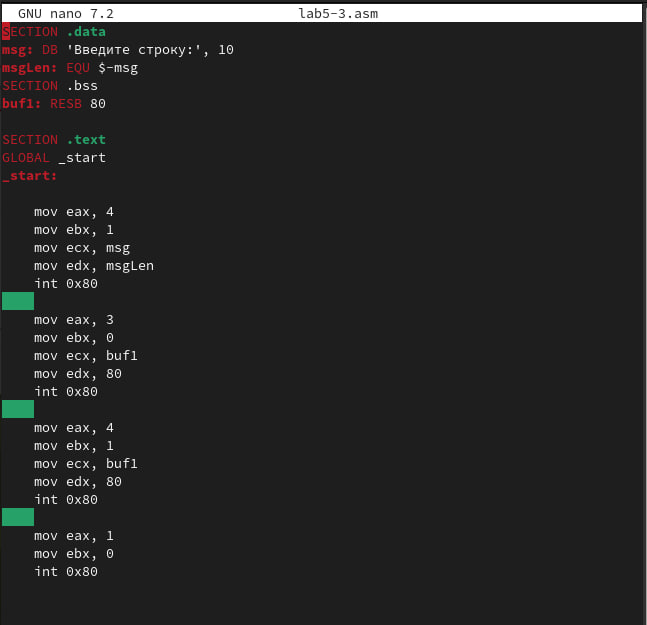 GNU nano 7.2 lab5-3.asm
SECTION .data
msg: DB 'Введите строку:', 10
msgLen: EQU $-msg
SECTION .bss
buf1: RESB 80
SECTION .text
GLOBAL _start
_start:
mov eax, 4
mov ebx, 1
mov ecx, msg
mov edx, msgLen
int 0x80
mov eax, 3
mov ebx, 0
mov ecx, buf1
mov edx, 80
int 0x80
mov eax, 4
mov ebx, 1
mov ecx, buf1
mov edx, 80
int 0x80
mov eax, 1
mov ebx, 0
int 0x80